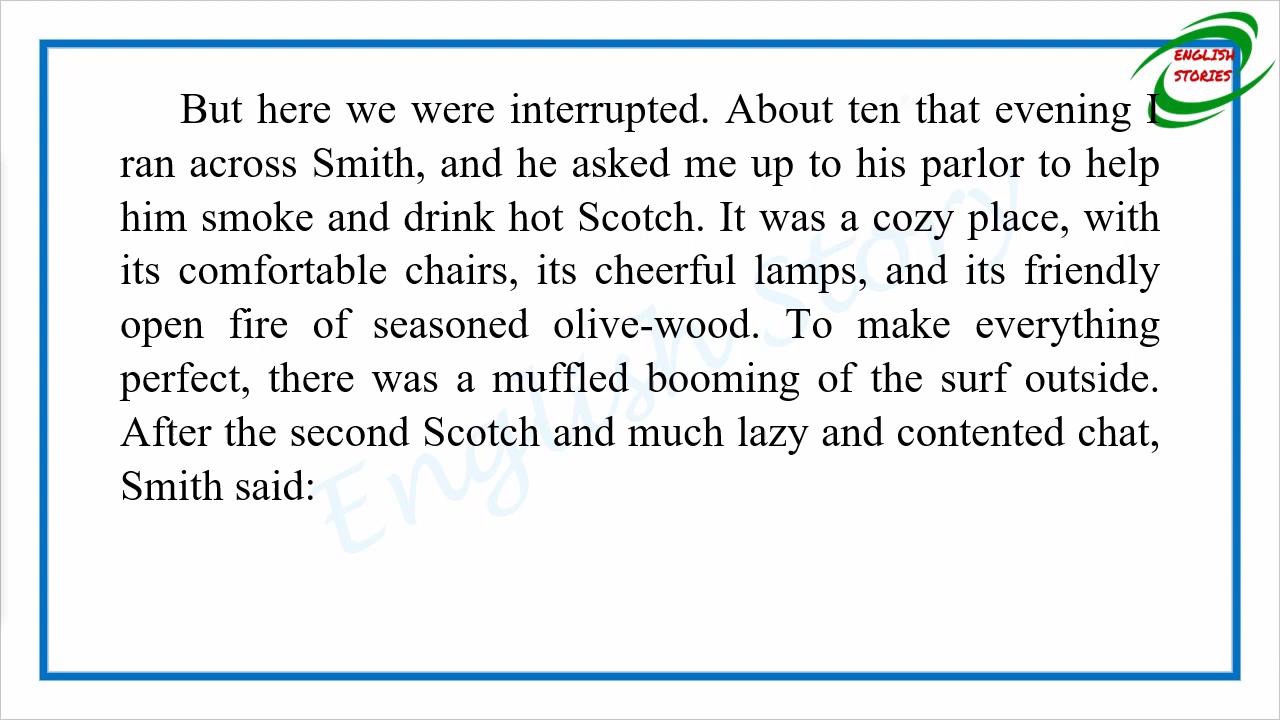 ENGLISH
STORIES
But here we were interrupted. About ten that evening I
ran across Smith, and he asked me up to his parlor to help
him smoke and drink hot Scotch. It was a cozy place, with
its comfortable chairs, its cheerful lamps, and its friendly
open fire of seasoned olive-wood. To make everything
perfect, there was a muffled booming of the surf outside.
After the second Scotch and much lazy and contented chat,
Smith said:
English Story